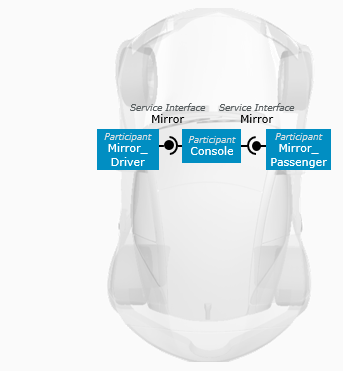 Service Interface
Mirror
Service Interface
Mirror
Participant
Mirror_
Driver
Participant
Console
Participant
Mirror_
Passenger